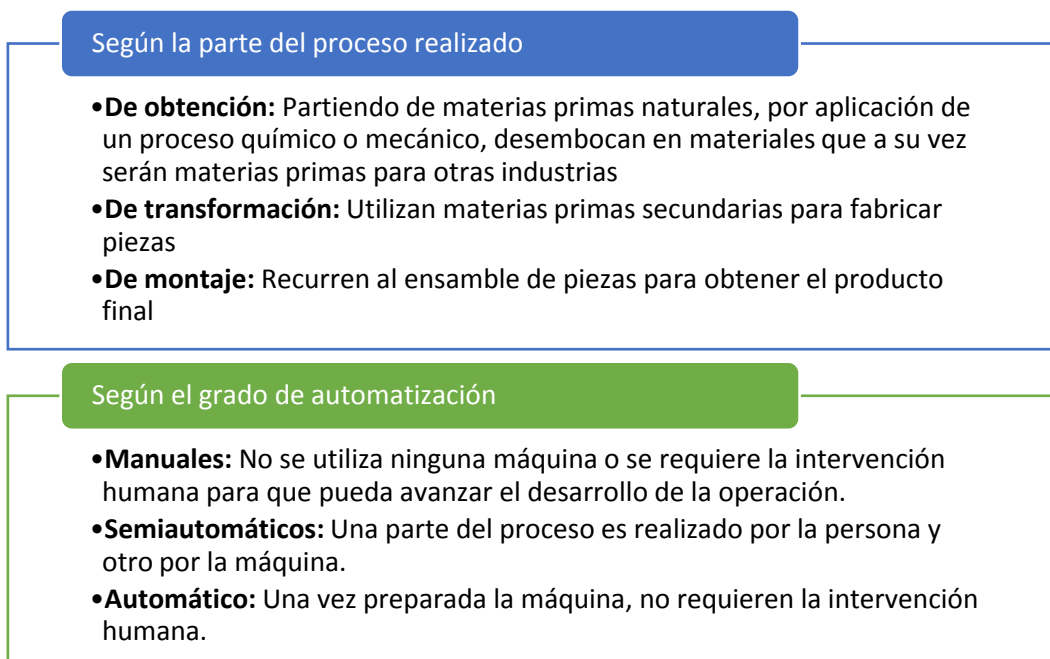 Según la parte del proceso realizado
•De obtención: Partiendo de materias primas naturales, por aplicación de
un proceso químico o mecánico, desembocan en materiales que a su vez
serán materias primas para otras industrias
•De transformación: Utilizan materias primas secundarias para fabricar
piezas
•De montaje: Recurren al ensamble de piezas para obtener el producto
final
Según el grado de automatización
•Manuales: No se utiliza ninguna máquina o se requiere la intervención
humana para que pueda avanzar el desarrollo de la operación.
•Semiautomáticos: Una parte del proceso es realizado por la persona y
otro por la máquina.
•Automático: Una vez preparada la máquina, no requieren la intervención
humana.